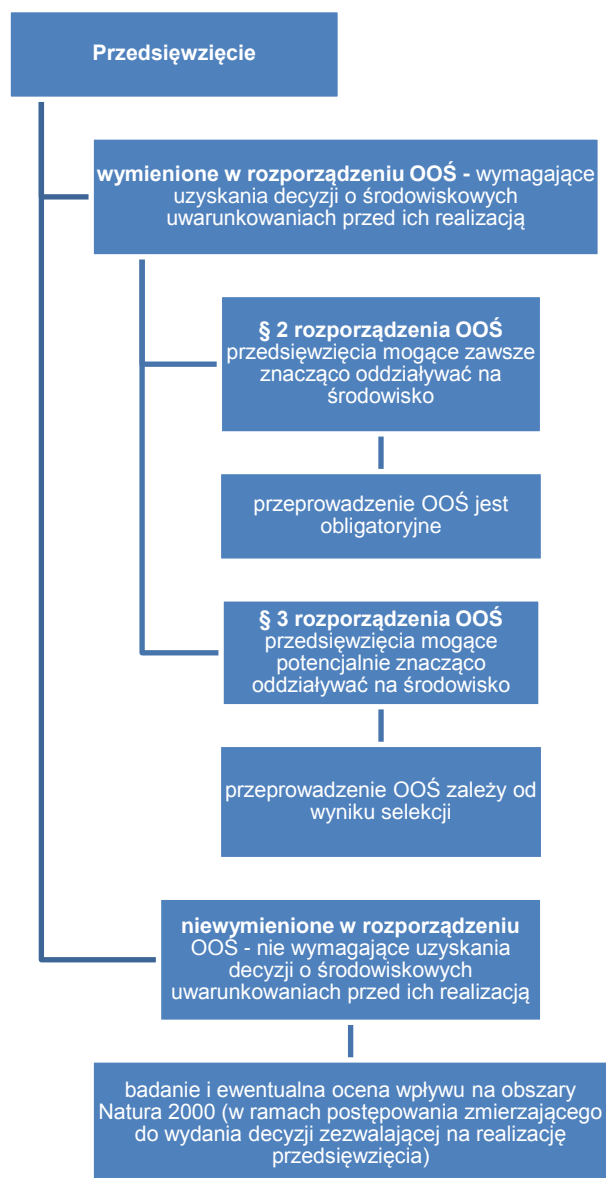 Przedsięwzięcie
wymienione w rozporządzeniu OOŚ - wymagające
uzyskania decyzji o środowiskowych
uwarunkowaniach przed ich realizacją
§ 2 rozporządzenia OOŚ
przedsięwzięcia mogące zawsze
znacząco oddziaływać na
środowisko
przeprowadzenie OOŚ jest
obligatoryjne
§ 3 rozporządzenia OOŚ
przedsięwzięcia mogące
potencjalnie znacząco
oddziaływać na środowisko
przeprowadzenie OOŚ zależy od
wyniku selekcji
niewymienione w rozporządzeniu
OOŚ - nie wymagające uzyskania
decyzji o środowiskowych
uwarunkowaniach przed ich realizacją
badanie i ewentualna ocena wpływu na obszary
Natura 2000 (w ramach postępowania zmierzającego
do wydania decyzji zezwalającej na realizację
przedsięwzięcia)